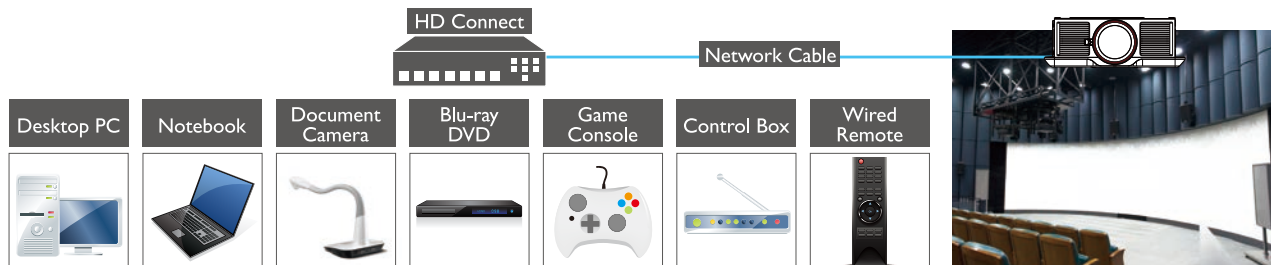 HD Connect
Network Cable
Desktop PC
Notebook
Document
Camera
Blu-ray
DVD
Game
Console
Control Box
Wired
Remote